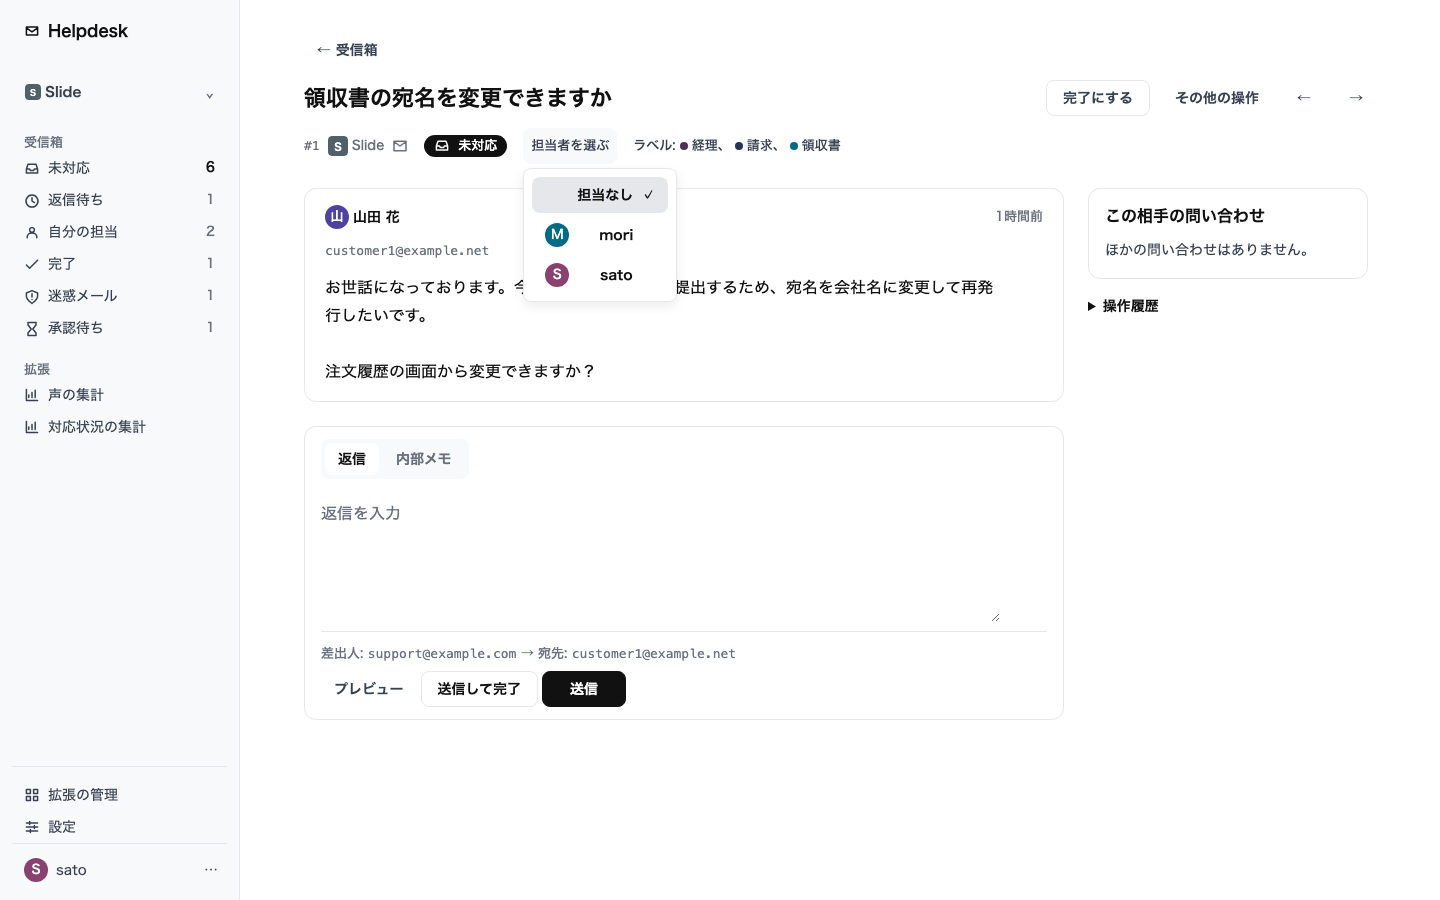 Helpdesk
S Slide
受信箱
未対応 6
返信待ち 1
自分の担当 2
完了 1
迷惑メール 1
承認待ち 1
拡張
声の集計
対応状況の集計
拡張の管理
設定
S sato ···
← 受信箱
領収書の宛名を変更できますか
完了にする その他の操作 ← →
#1 S Slide 未対応 担当者を選ぶ ラベル: 経理、 請求、 領収書
担当なし ✓
M mori
S sato
山 山田 花 1時間前
customer1@example.net
お世話になっております。 提出するため、宛名を会社名に変更して再発
行したいです。
注文履歴の画面から変更できますか？
返信 内部メモ
返信を入力
差出人: support@example.com → 宛先: customer1@example.net
プレビュー 送信して完了 送信
この相手の問い合わせ
ほかの問い合わせはありません。
▶ 操作履歴